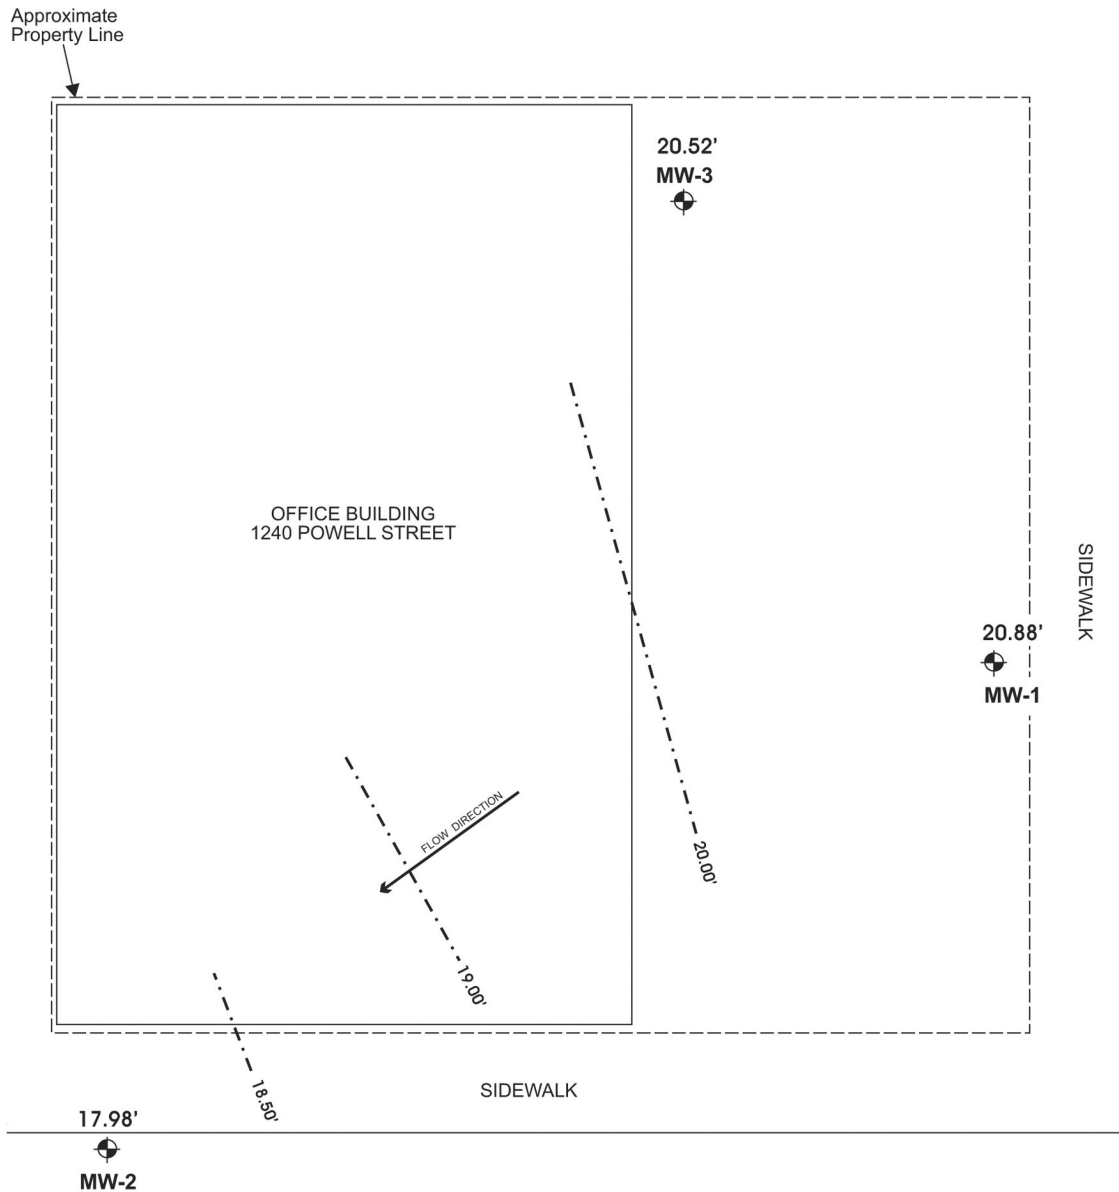 Approximate
Property Line
20.52’
MW-3
OFFICE BUILDING
1240 POWELL STREET
SIDEWALK
20.88’
MW-1
FLOW DIRECTION
20.00’
19.00’
18.50’
SIDEWALK
17.98’
MW-2